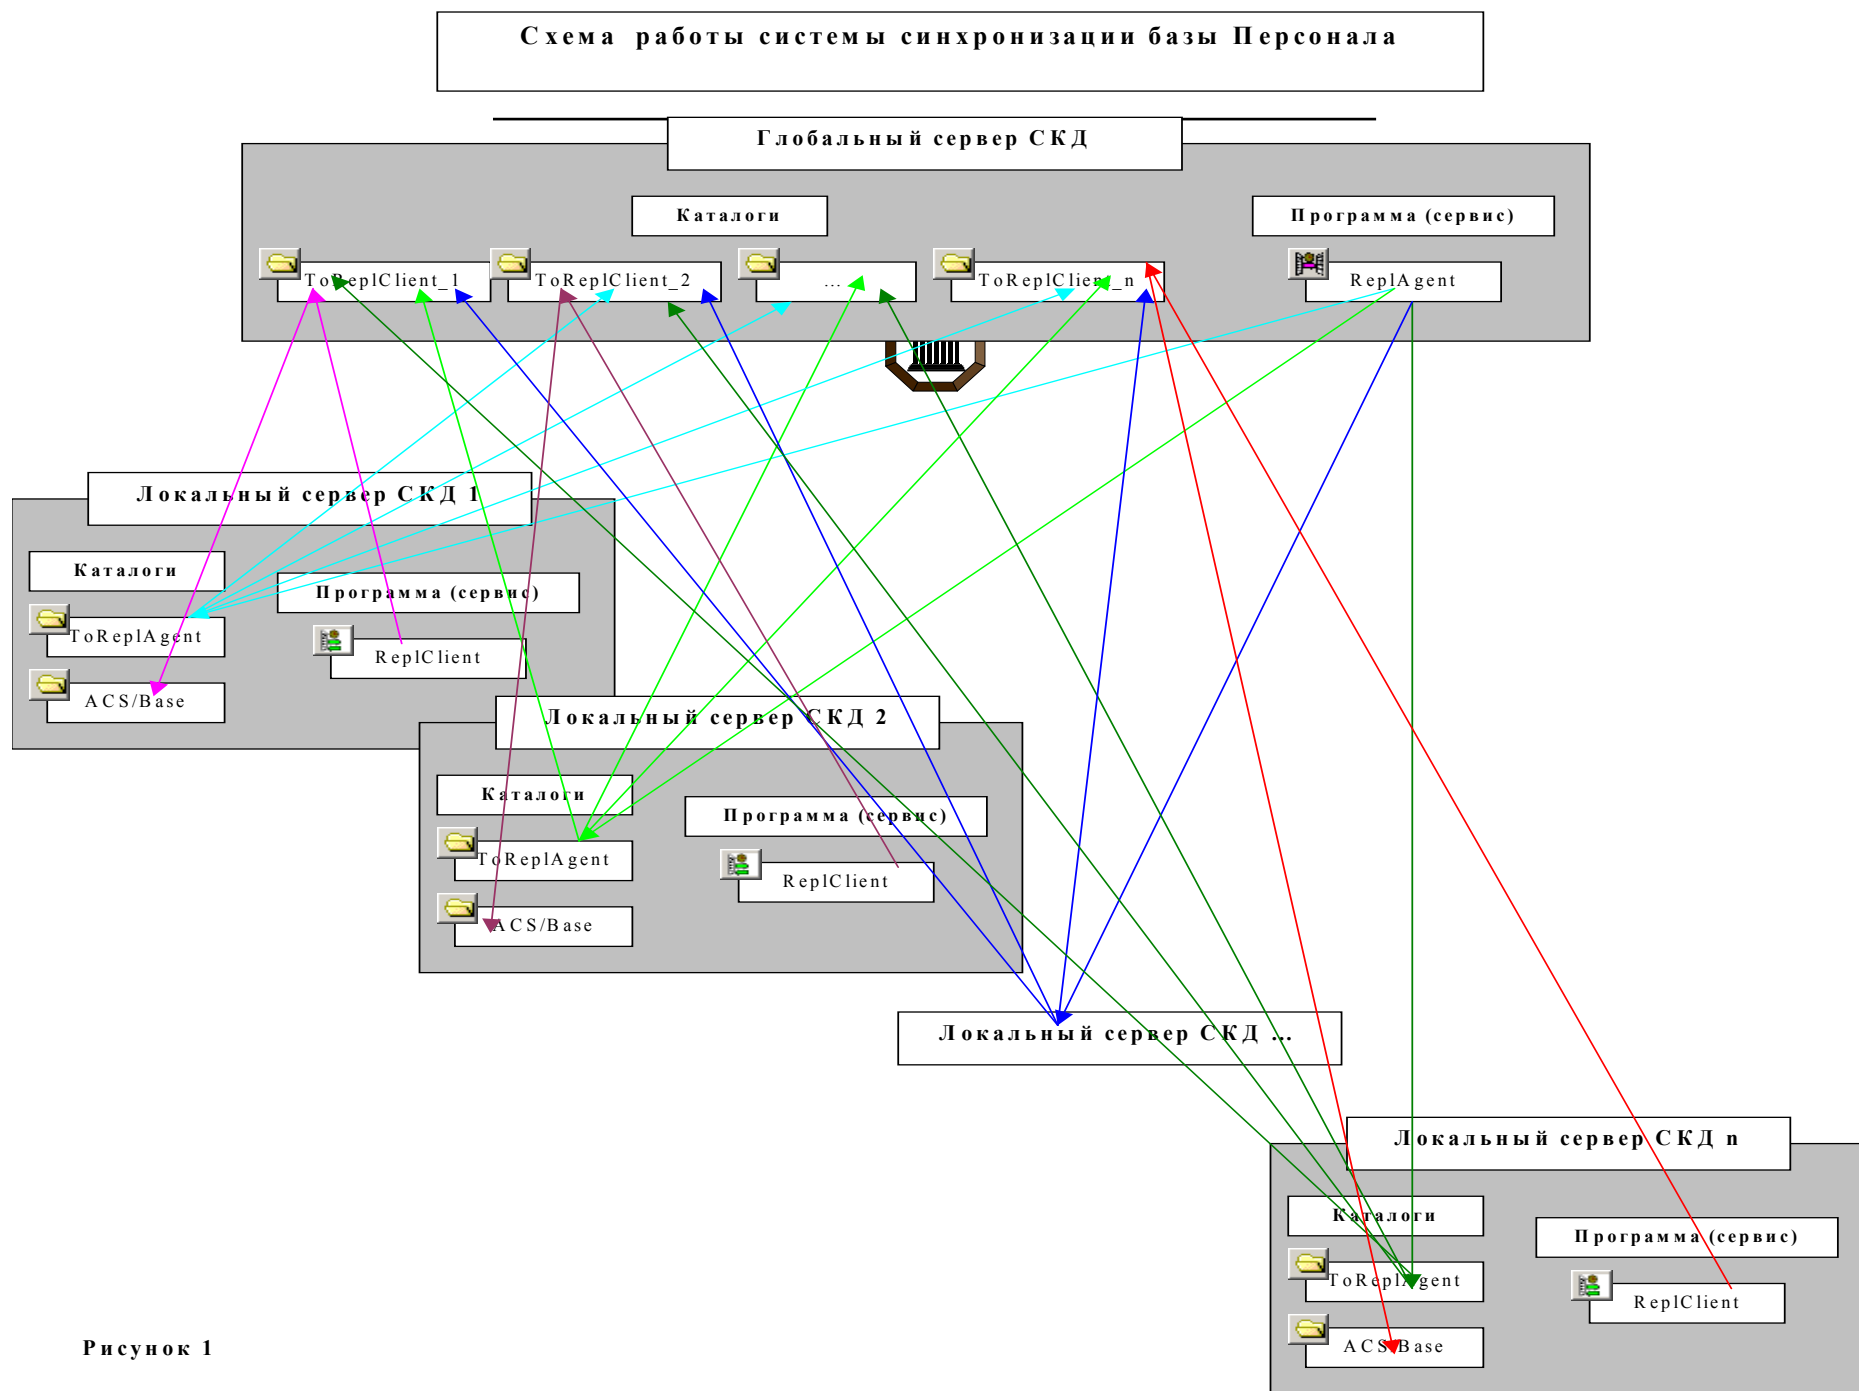 Схема работы системы синхронизации базы Персонала
Глобальный сервер СКД
Каталоги
Программа (сервис)
ToReplClient_1
ToReplClient_2
...
ToReplClient_n
ReplAgent
Локальный сервер СКД 1
Каталоги
Программа (сервис)
ToReplAgent
ReplClient
ACS/Base
Локальный сервер СКД 2
Каталоги
Программа (сервис)
ToReplAgent
ReplClient
ACS/Base
Локальный сервер СКД ...
Локальный сервер СКД n
Каталоги
Программа (сервис)
ToReplAgent
ReplClient
ACS/Base
Рисунок 1